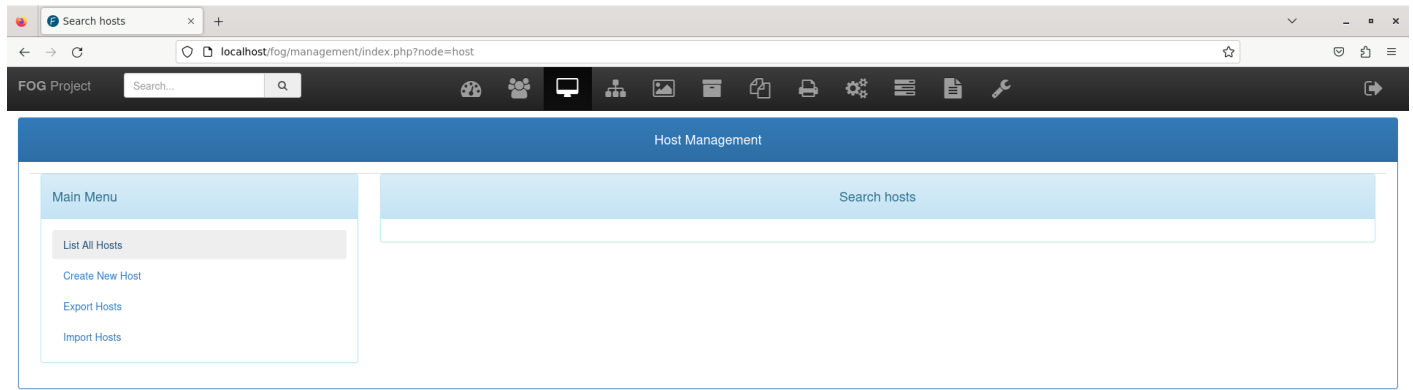 Search hosts
localhost/fog/management/index.php?node=host
FOG Project
Search...
Host Management
Main Menu
Search hosts
List All Hosts
Create New Host
Export Hosts
Import Hosts